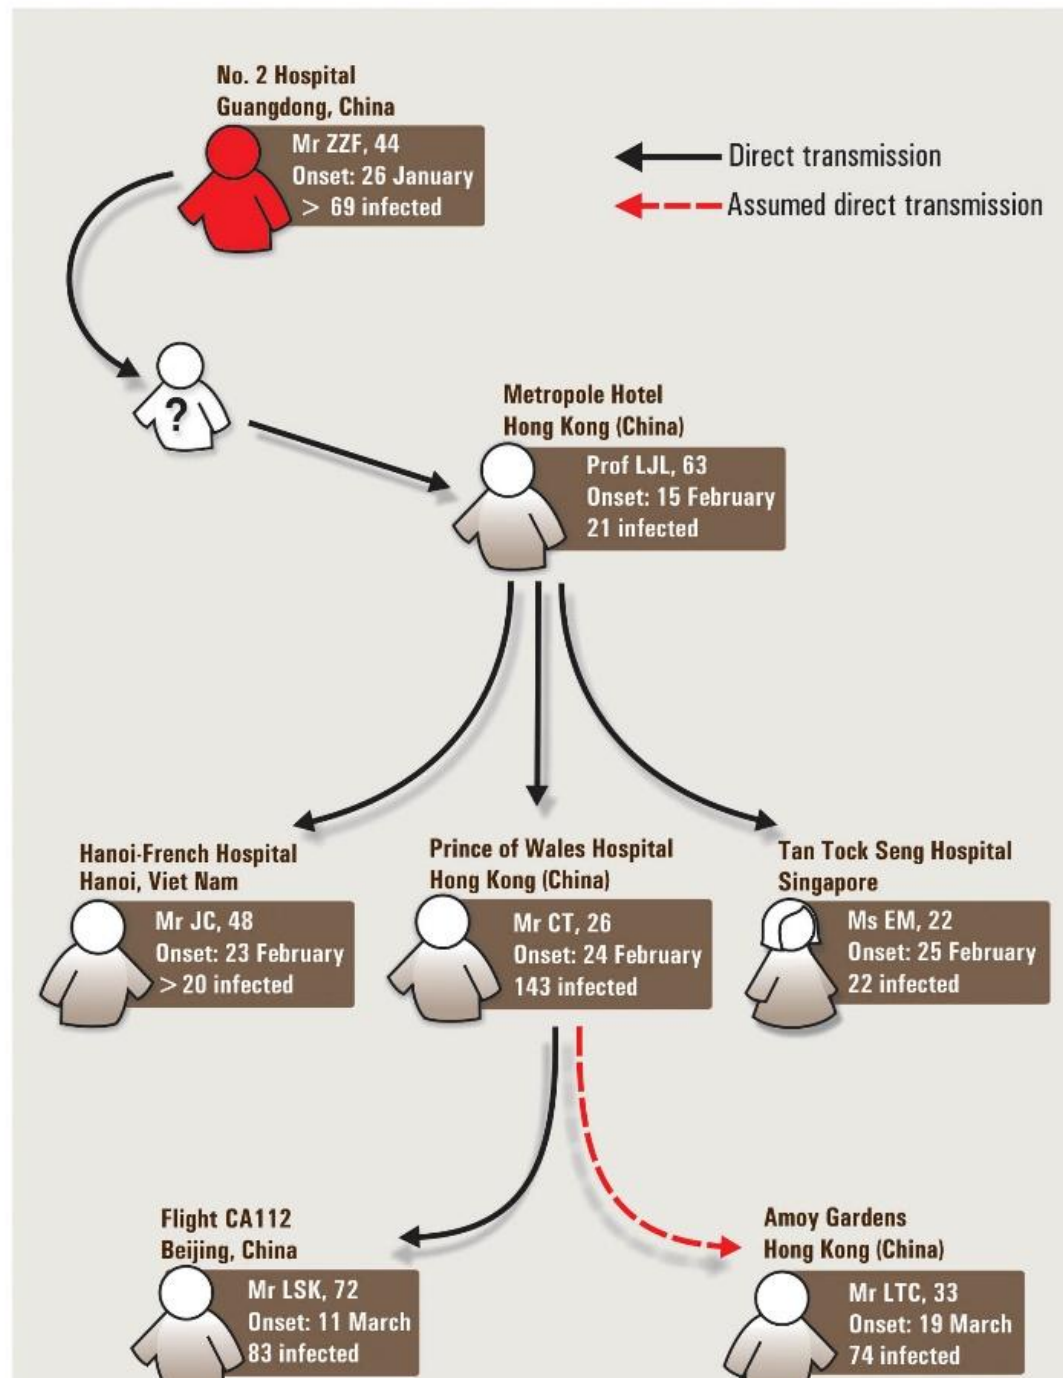 No. 2 Hospital
Guangdong, China
Mr ZZF, 44
Onset: 26 January
> 69 infected
Direct transmission
Assumed direct transmission
?
Metropole Hotel
Hong Kong (China)
Prof LJL, 63
Onset: 15 February
21 infected
Hanoi-French Hospital
Hanoi, Viet Nam
Mr JC, 48
Onset: 23 February
> 20 infected
Prince of Wales Hospital
Hong Kong (China)
Mr CT, 26
Onset: 24 February
143 infected
Tan Tock Seng Hospital
Singapore
Ms EM, 22
Onset: 25 February
22 infected
Flight CA112
Beijing, China
Mr LSK, 72
Onset: 11 March
83 infected
Amoy Gardens
Hong Kong (China)
Mr LTC, 33
Onset: 19 March
74 infected